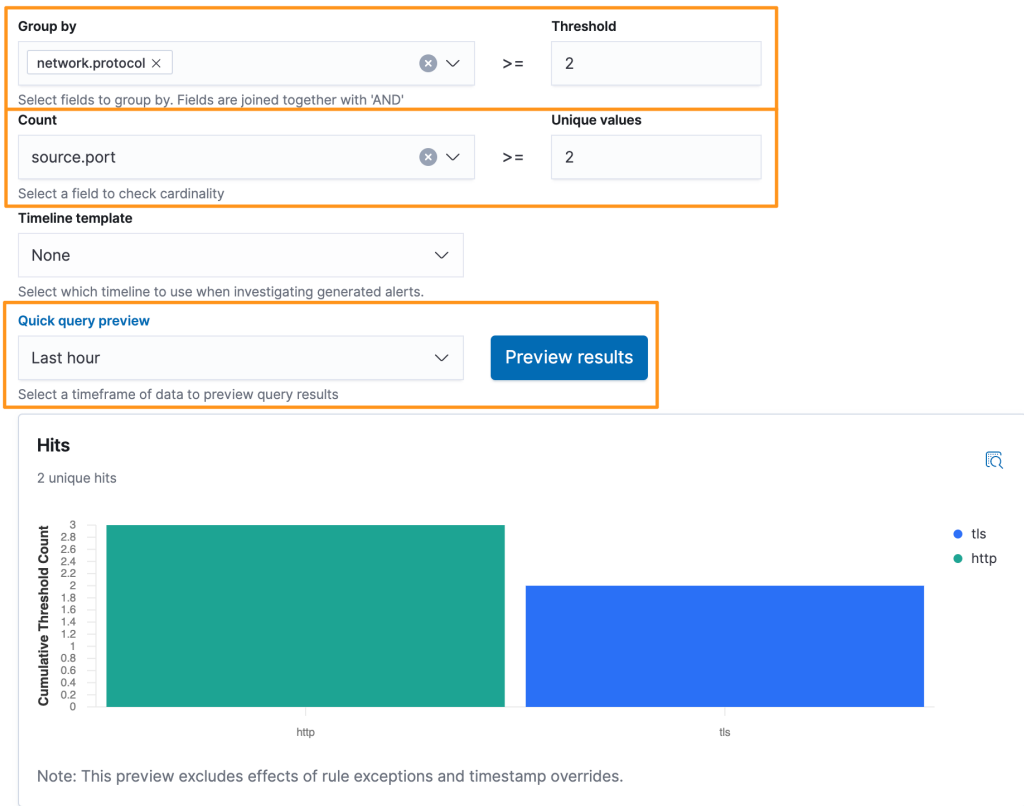 Group by
Threshold
network.protocol
>=
2
Select fields to group by. Fields are joined together with 'AND'
Count
Unique values
source.port
>=
2
Select a field to check cardinality
Timeline template
None
Select which timeline to use when investigating generated alerts.
Quick query preview
Last hour
Preview results
Select a timeframe of data to preview query results
Hits
2 unique hits
Cumulative Threshold Count
3
2.8
2.6
2.4
2.2
2
1.8
1.6
1.4
1.2
1
0.8
0.6
0.4
0.2
0
http
tls
tls
http
Note: This preview excludes effects of rule exceptions and timestamp overrides.